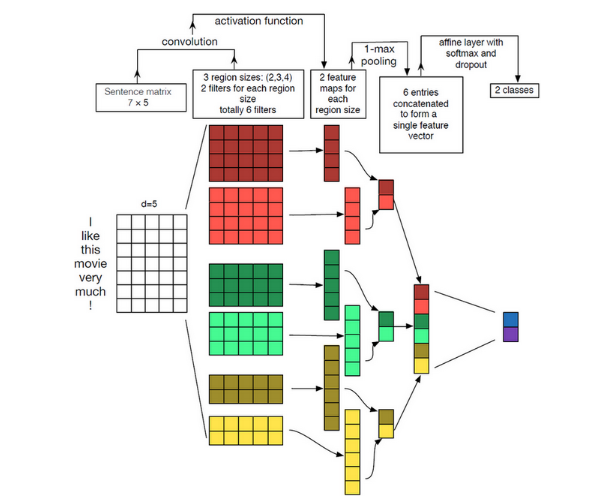 activation function
convolution
1-max
pooling
affine layer with
softmax and
dropout
Sentence matrix
7 × 5
3 region sizes: (2,3,4)
2 filters for each region
size
totally 6 filters
2 feature
maps for
each
region size
6 entries
concatenated
to form a
single feature
vector
2 classes
d=5
I
like
this
movie
very
much
!